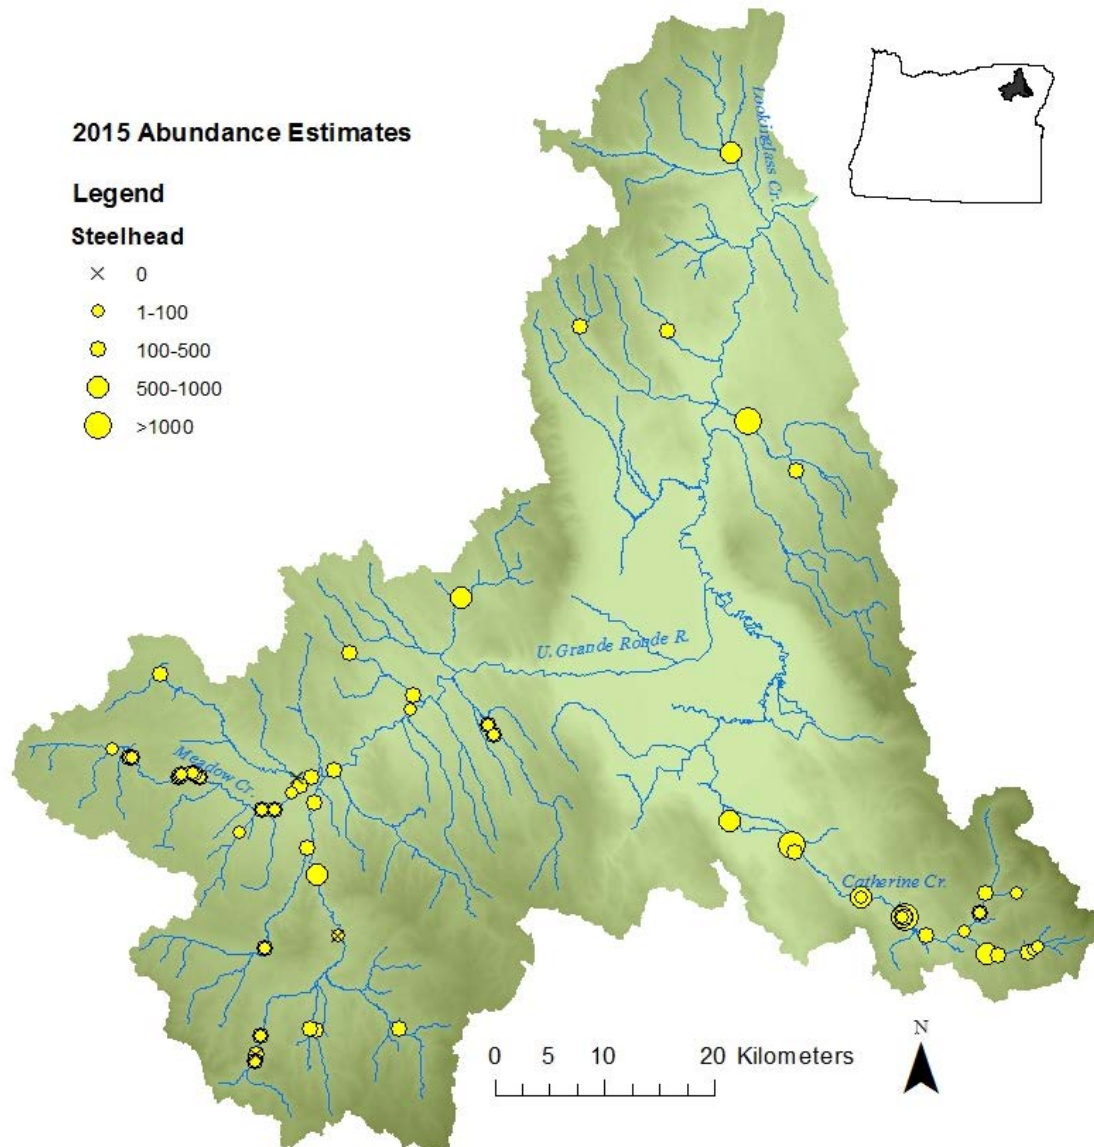 2015 Abundance Estimates
Legend
Steelhead
0
1-100
100-500
500-1000
>1000
Lookinglass Cr.
U. Grande Ronde R.
Meadow Cr.
Catherine Cr.
N
0 5 10 20 Kilometers